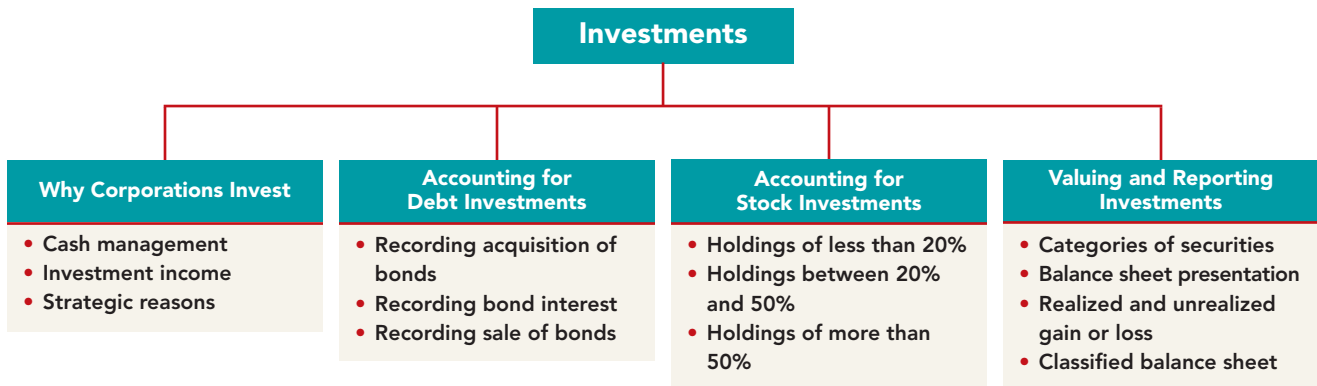 Investments
Why Corporations Invest
• Cash management
• Investment income
• Strategic reasons
Accounting for
Debt Investments
• Recording acquisition of
bonds
• Recording bond interest
• Recording sale of bonds
Accounting for
Stock Investments
• Holdings of less than 20%
• Holdings between 20%
and 50%
• Holdings of more than
50%
Valuing and Reporting
Investments
• Categories of securities
• Balance sheet presentation
• Realized and unrealized
gain or loss
• Classified balance sheet